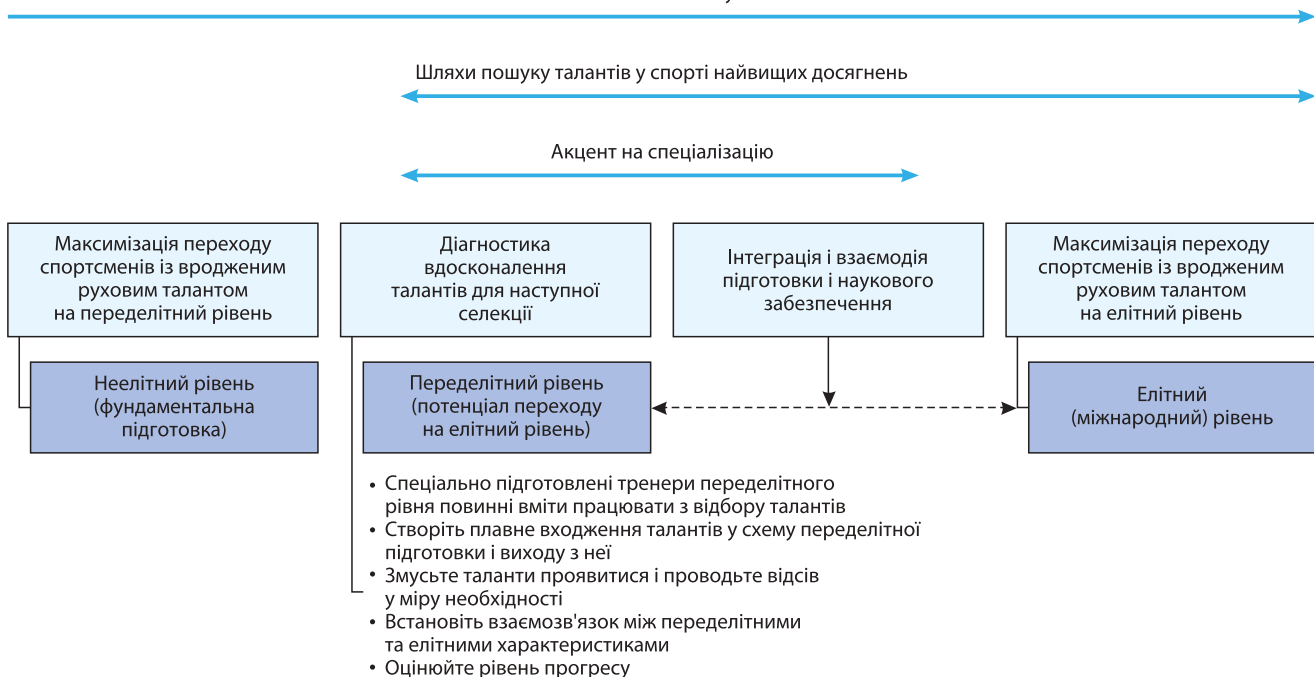 Шляхи пошуку талантів у спорті найвищих досягнень
Акцент на спеціалізацію
Максимізація переходу
спортсменів із вродженим
руховим талантом
на переделітний рівень
Діагностика
вдосконалення
талантів для наступної
селекції
Інтеграція і взаємодія
підготовки і наукового
забезпечення
Максимізація переходу
спортсменів із вродженим
руховим талантом
на елітний рівень
Неелітний рівень
(фундаментальна
підготовка)
Переделітний рівень
(потенціал переходу
на елітний рівень)
Елітний
(міжнародний) рівень
• Спеціально підготовлені тренери переделітного
рівня повинні вміти працювати з відбору талантів
• Створіть плавне входження талантів у схему переделітної
підготовки і виходу з неї
• Змусьте таланти проявитися і проводьте відсів
у міру необхідності
• Встановіть взаємозв'язок між переделітними
та елітними характеристиками
• Оцінюйте рівень прогресу